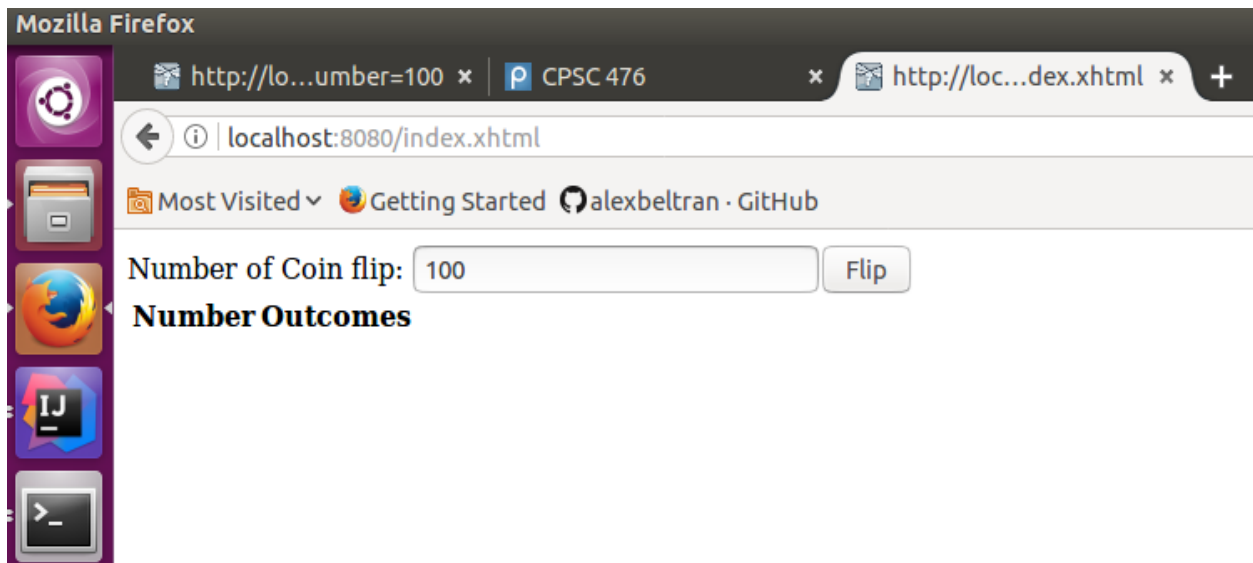 Mozilla Firefox
http://lo...umber=100 × p CPSC 476 × http://loc...dex.xhtml × +
localhost:8080/index.xhtml
Most Visited Getting Started alexbeltran · GitHub
Number of Coin flip: 100 Flip
Number Outcomes
IJ
>_